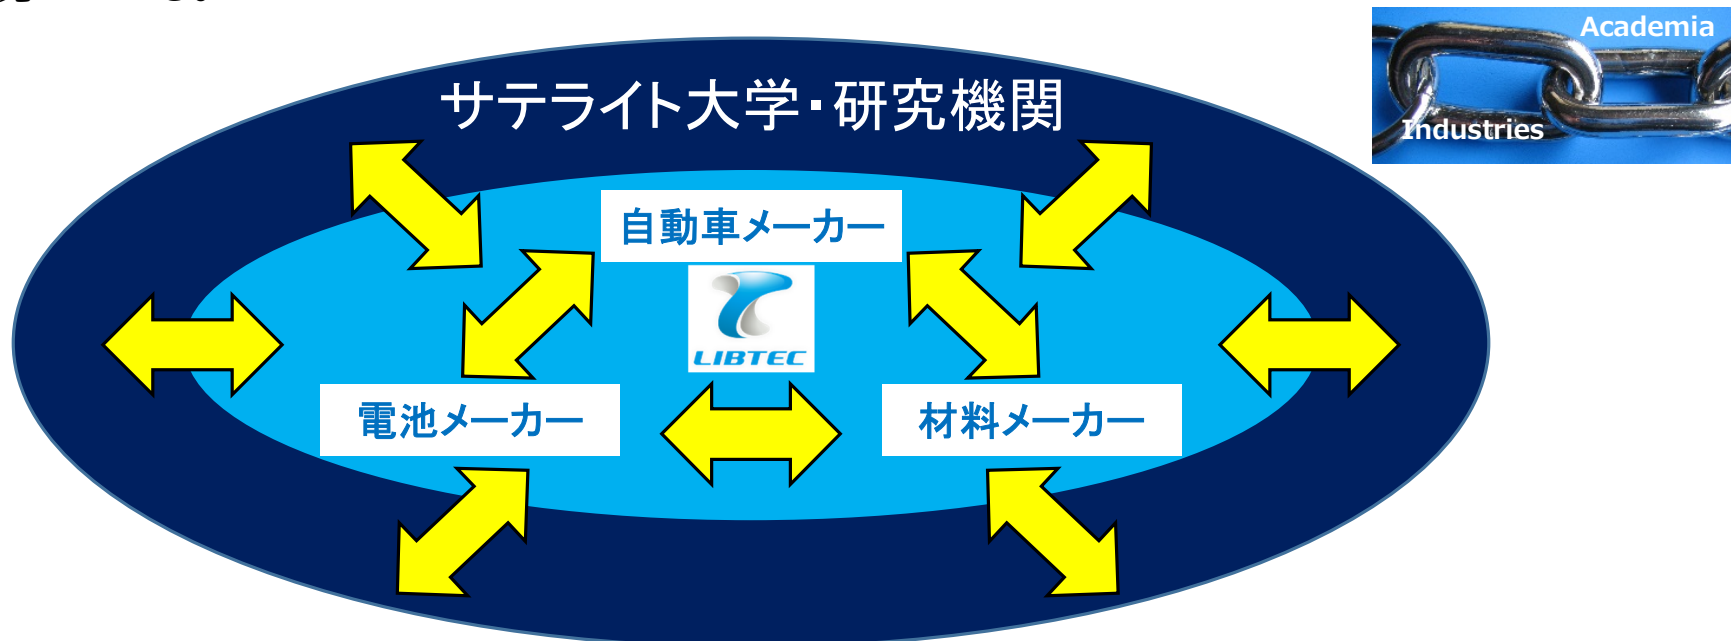 サテライト大学・研究機関
Academia
Industries
自動車メーカー
LIBTEC
電池メーカー
材料メーカー